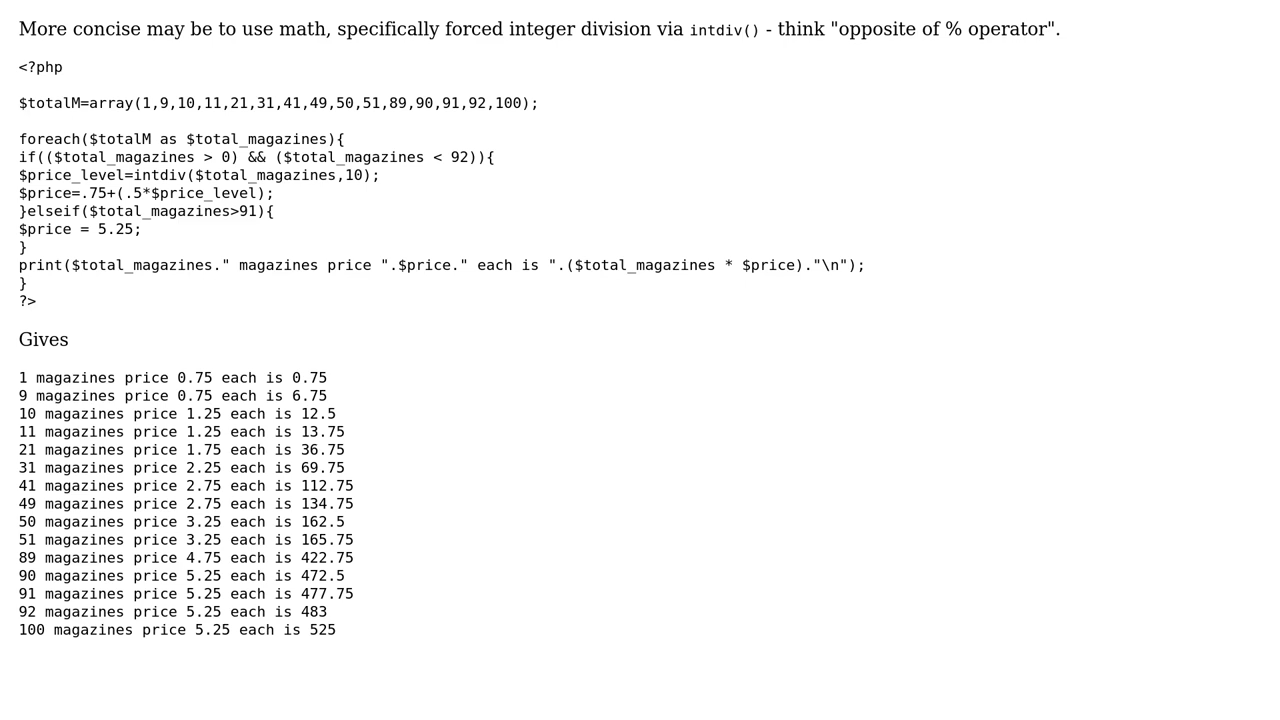 More concise may be to use math, specifically forced integer division via intdiv() - think "opposite of % operator".
<?php
$totalM=array(1,9,10,11,21,31,41,49,50,51,89,90,91,92,100);
foreach($totalM as $total_magazines){
if(($total_magazines > 0) && ($total_magazines < 92)){
$price_level=intdiv($total_magazines,10);
$price=.75+(.5*$price_level);
}elseif($total_magazines>91){
$price = 5.25;
}
print($total_magazines." magazines price ".$price." each is ".($total_magazines * $price)."\n");
}
?>
Gives
1 magazines price 0.75 each is 0.75
9 magazines price 0.75 each is 6.75
10 magazines price 1.25 each is 12.5
11 magazines price 1.25 each is 13.75
21 magazines price 1.75 each is 36.75
31 magazines price 2.25 each is 69.75
41 magazines price 2.75 each is 112.75
49 magazines price 2.75 each is 134.75
50 magazines price 3.25 each is 162.5
51 magazines price 3.25 each is 165.75
89 magazines price 4.75 each is 422.75
90 magazines price 5.25 each is 472.5
91 magazines price 5.25 each is 477.75
92 magazines price 5.25 each is 483
100 magazines price 5.25 each is 525